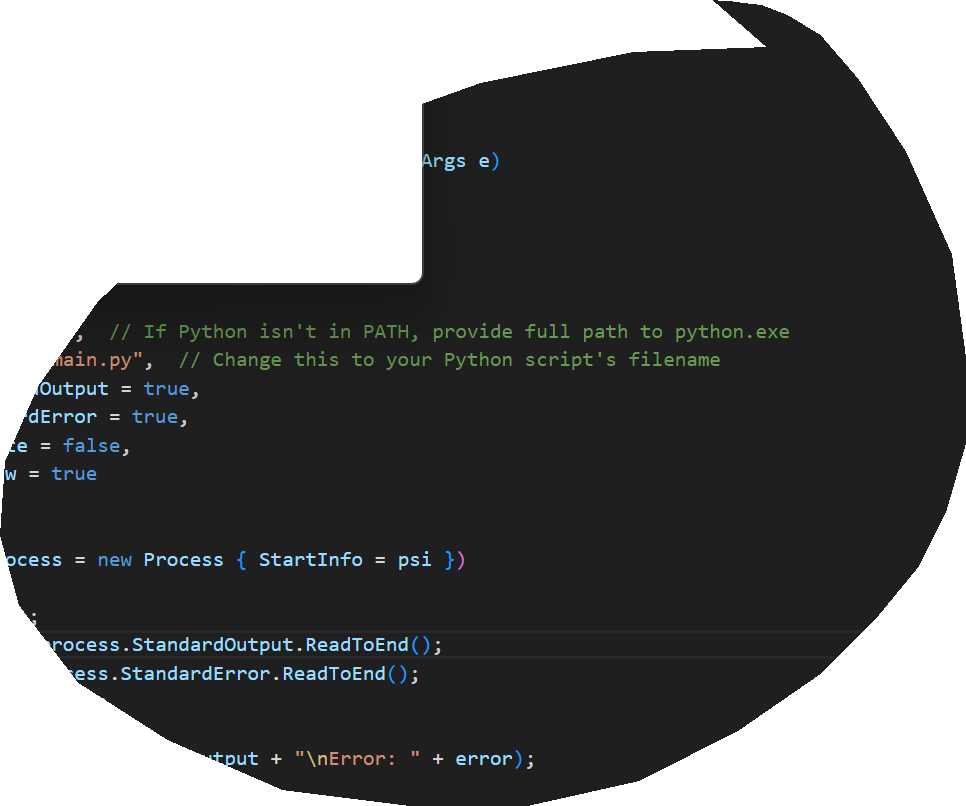 Args e)
, // If Python isn't in PATH, provide full path to python.exe
main.py", // Change this to your Python script's filename
Output = true,
dError = true,
te = false,
w = true
ocess = new Process { StartInfo = psi })
;
process.StandardOutput.ReadToEnd();
cess.StandardError.ReadToEnd();
utput + "\nError: " + error);